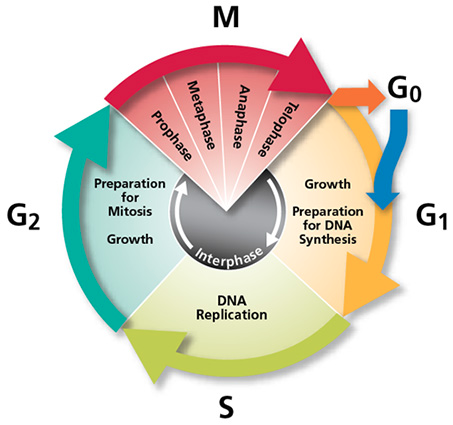 M
Prophase
Metaphase
Anaphase
Telophase
G0
G1
Growth
Preparation
for DNA
Synthesis
S
DNA
Replication
G2
Preparation
for
Mitosis
Growth
Interphase